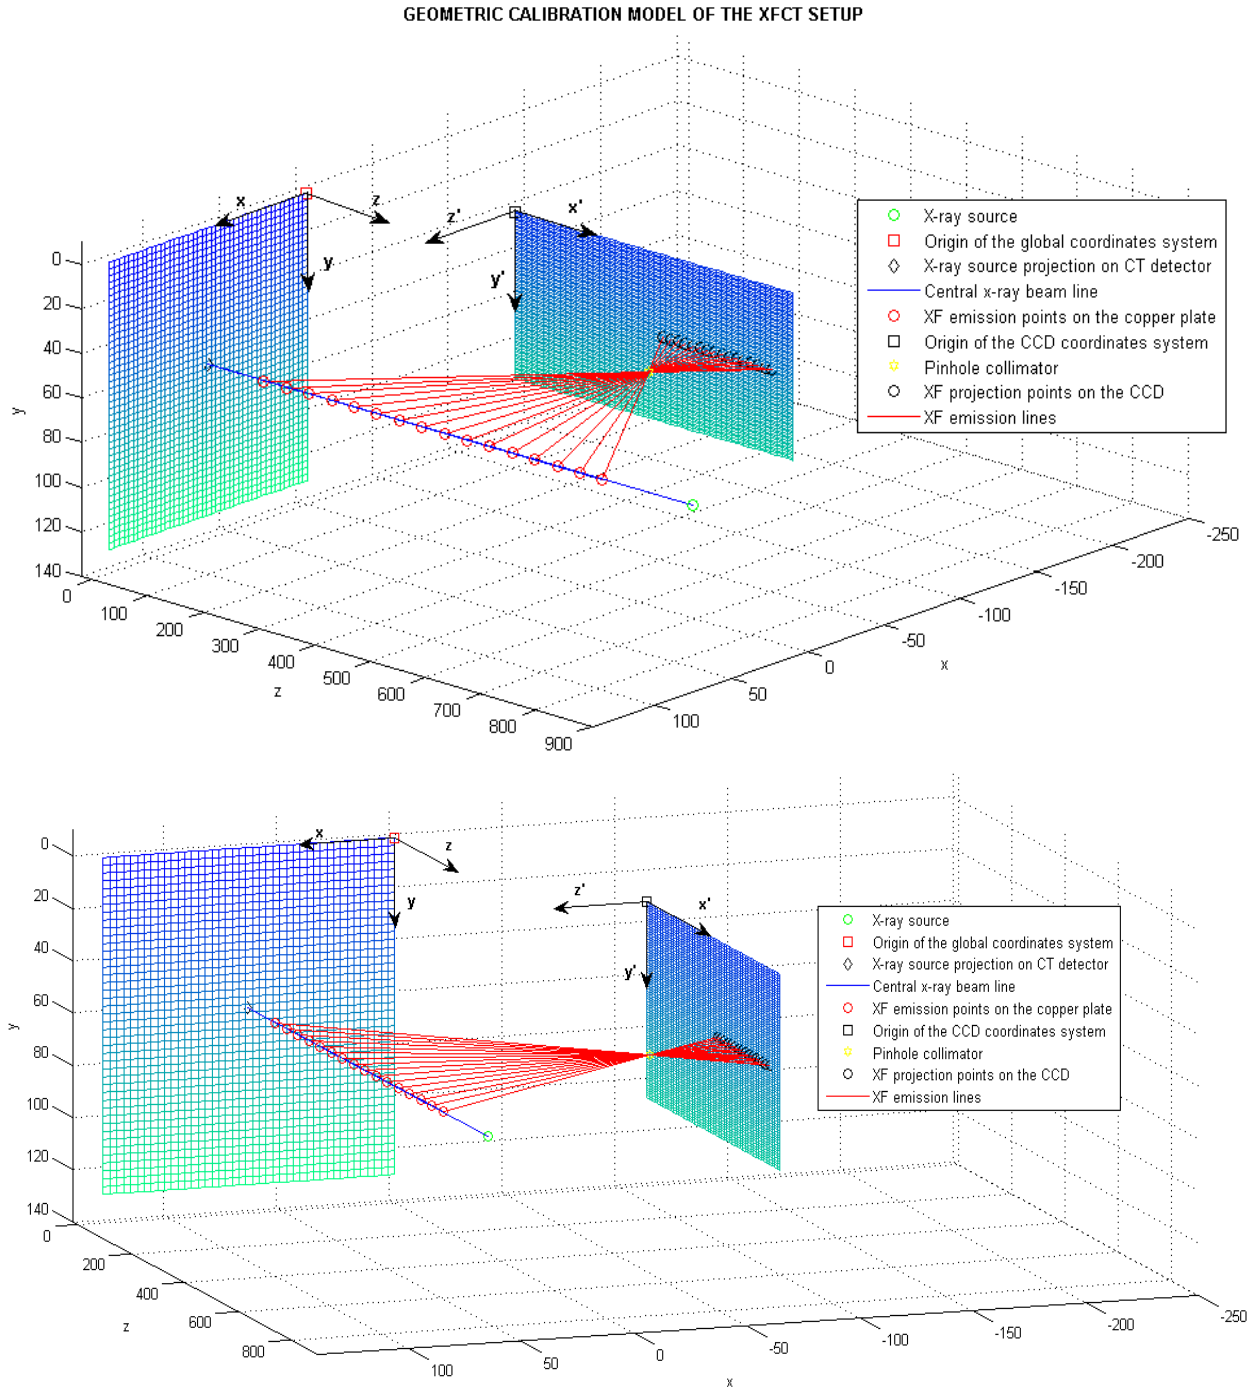 GEOMETRIC CALIBRATION MODEL OF THE XFCT SETUP
x
z
z'
x'
y
y'
X-ray source
Origin of the global coordinates system
X-ray source projection on CT detector
Central x-ray beam line
XF emission points on the copper plate
Origin of the CCD coordinates system
Pinhole collimator
XF projection points on the CCD
XF emission lines
0
20
40
60
80
100
120
140
y
0
100
200
300
400
500
600
700
800
900
z
100
50
0
-50
-100
-150
-200
-250
x
x
z
y
z'
x'
y'
X-ray source
Origin of the global coordinates system
X-ray source projection on CT detector
Central x-ray beam line
XF emission points on the copper plate
Origin of the CCD coordinates system
Pinhole collimator
XF projection points on the CCD
XF emission lines
0
20
40
60
80
100
120
140
y
0
200
400
600
800
z
100
50
0
-50
-100
-150
-200
-250
x